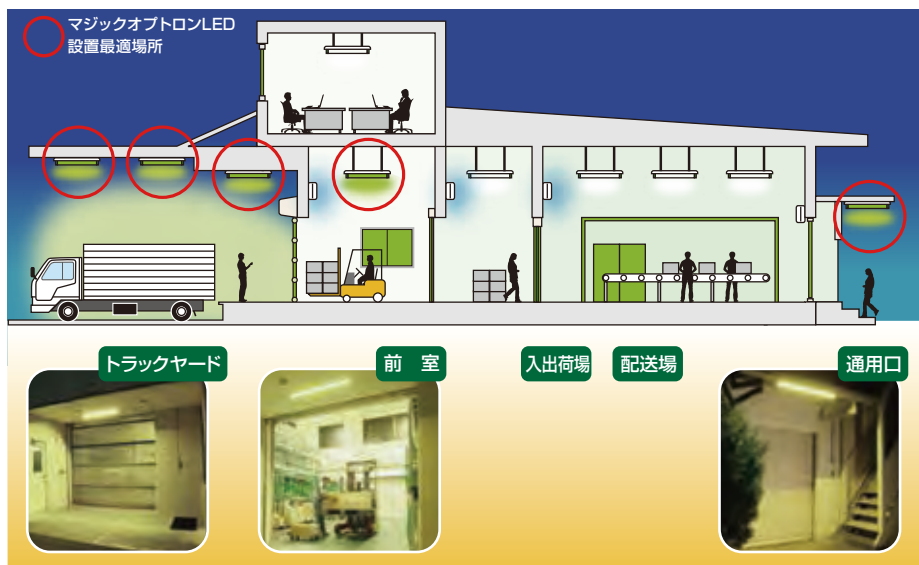 マジックオプトロンLED
設置最適場所
トラックヤード
前 室
入出荷場
配送場
通用口